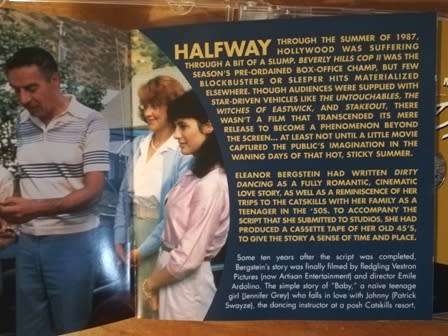 HALFWAY THROUGH THE SUMMER OF 1987,
HOLLYWOOD WAS SUFFERING
THROUGH A BIT OF A SLUMP. BEVERLY HILLS COP II WAS THE
SEASON'S PRE-ORDAINED BOX-OFFICE CHAMP, BUT FEW
BLOCKBUSTERS OR SLEEPER HITS MATERIALIZED
ELSEWHERE. THOUGH AUDIENCES WERE SUPPLIED WITH
STAR-DRIVEN VEHICLES LIKE THE UNTOUCHABLES, THE
WITCHES OF EASTWICK, AND STAKEOUT, THERE
WASN'T A FILM THAT TRANSCENDED ITS MERE
RELEASE TO BECOME A PHENOMENON BEYOND
THE SCREEN... AT LEAST NOT UNTIL A LITTLE MOVIE
CAPTURED THE PUBLIC'S IMAGINATION IN THE
WANING DAYS OF THAT HOT, STICKY SUMMER.
ELEANOR BERGSTEIN HAD WRITTEN DIRTY
DANCING AS A FULLY ROMANTIC, CINEMATIC
LOVE STORY, AS WELL AS A REMINISCENCE OF HER
TRIPS TO THE CATSKILLS WITH HER FAMILY AS A
TEENAGER IN THE '50S. TO ACCOMPANY THE
SCRIPT THAT SHE SUBMITTED TO STUDIOS, SHE HAD
PRODUCED A CASSETTE TAPE OF HER OLD 45'S,
TO GIVE THE STORY A SENSE OF TIME AND PLACE.
Some ten years after the script was completed,
Bergstein's story was finally filmed by fledgling Vestron
Pictures (now Artisan Entertainment) and director Emile
Ardolino. The simple story of "Baby," a naive teenage
girl (Jennifer Grey) who falls in love with Johnny (Patrick
Swayze), the dancing instructor at a posh Catskills resort,